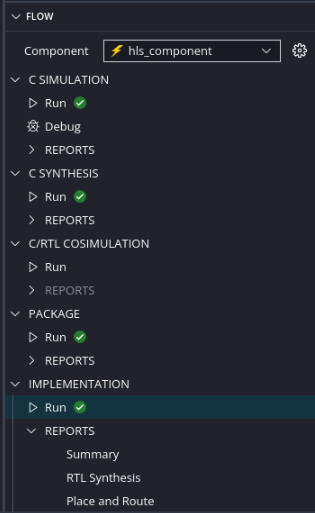 FLOW
Component hls_component
C SIMULATION
Run
Debug
REPORTS
C SYNTHESIS
Run
REPORTS
C/RTL COSIMULATION
Run
REPORTS
PACKAGE
Run
REPORTS
IMPLEMENTATION
Run
REPORTS
Summary
RTL Synthesis
Place and Route